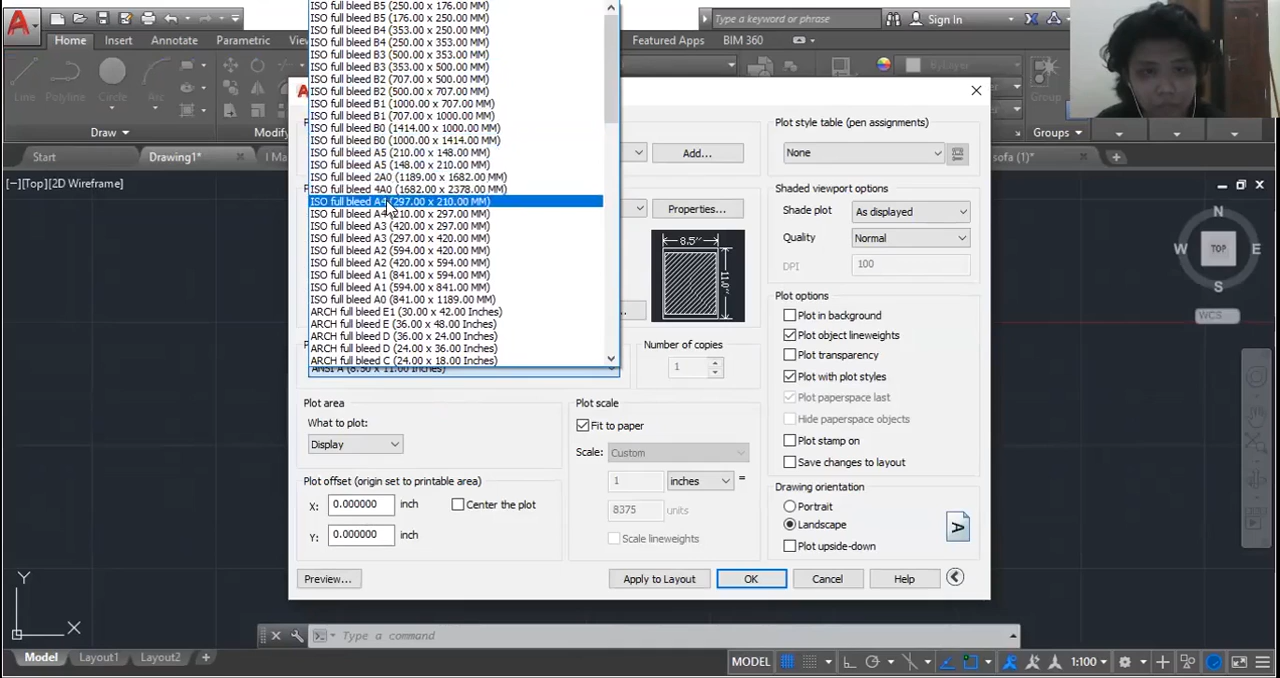 Type a keyword or phrase
Sign In
Home Insert Annotate Parametric Featured Apps BIM 360
Line Polyline Circle Arc
ByLayer
Group
Draw
Groups
Start
Drawing1*
sofa (1)*
[−][Top][2D Wireframe]
ISO full bleed B5 (250.00 x 176.00 MM)
ISO full bleed B5 (176.00 x 250.00 MM)
ISO full bleed B4 (353.00 x 250.00 MM)
ISO full bleed B4 (250.00 x 353.00 MM)
ISO full bleed B3 (500.00 x 353.00 MM)
ISO full bleed B3 (353.00 x 500.00 MM)
ISO full bleed B2 (707.00 x 500.00 MM)
ISO full bleed B2 (500.00 x 707.00 MM)
ISO full bleed B1 (1000.00 x 707.00 MM)
ISO full bleed B1 (707.00 x 1000.00 MM)
ISO full bleed B0 (1414.00 x 1000.00 MM)
ISO full bleed B0 (1000.00 x 1414.00 MM)
ISO full bleed A5 (210.00 x 148.00 MM)
ISO full bleed A5 (148.00 x 210.00 MM)
ISO full bleed 2A0 (1189.00 x 1682.00 MM)
ISO full bleed 4A0 (1682.00 x 2378.00 MM)
ISO full bleed A4 (297.00 x 210.00 MM)
ISO full bleed A4 (210.00 x 297.00 MM)
ISO full bleed A3 (420.00 x 297.00 MM)
ISO full bleed A3 (297.00 x 420.00 MM)
ISO full bleed A2 (594.00 x 420.00 MM)
ISO full bleed A2 (420.00 x 594.00 MM)
ISO full bleed A1 (841.00 x 594.00 MM)
ISO full bleed A1 (594.00 x 841.00 MM)
ISO full bleed A0 (841.00 x 1189.00 MM)
ARCH full bleed E1 (30.00 x 42.00 Inches)
ARCH full bleed E (36.00 x 48.00 Inches)
ARCH full bleed D (36.00 x 24.00 Inches)
ARCH full bleed D (24.00 x 36.00 Inches)
ARCH full bleed C (24.00 x 18.00 Inches)
ANSI A (8.50 x 11.00 Inches)
Add...
Properties...
8.5''
11.0''
Number of copies
1
Plot area
What to plot:
Display
Plot offset (origin set to printable area)
X: 0.000000 inch
Center the plot
Y: 0.000000 inch
Plot scale
Fit to paper
Scale: Custom
1 inches =
8375 units
Scale lineweights
Plot style table (pen assignments)
None
Shaded viewport options
Shade plot As displayed
Quality Normal
DPI 100
Plot options
Plot in background
Plot object lineweights
Plot transparency
Plot with plot styles
Plot paperspace last
Hide paperspace objects
Plot stamp on
Save changes to layout
Drawing orientation
Portrait
Landscape
A
Plot upside-down
Preview...
Apply to Layout
OK
Cancel
Help
N
W TOP E
S
WCS
Y
X
Type a command
Model Layout1 Layout2 +
MODEL
1:100